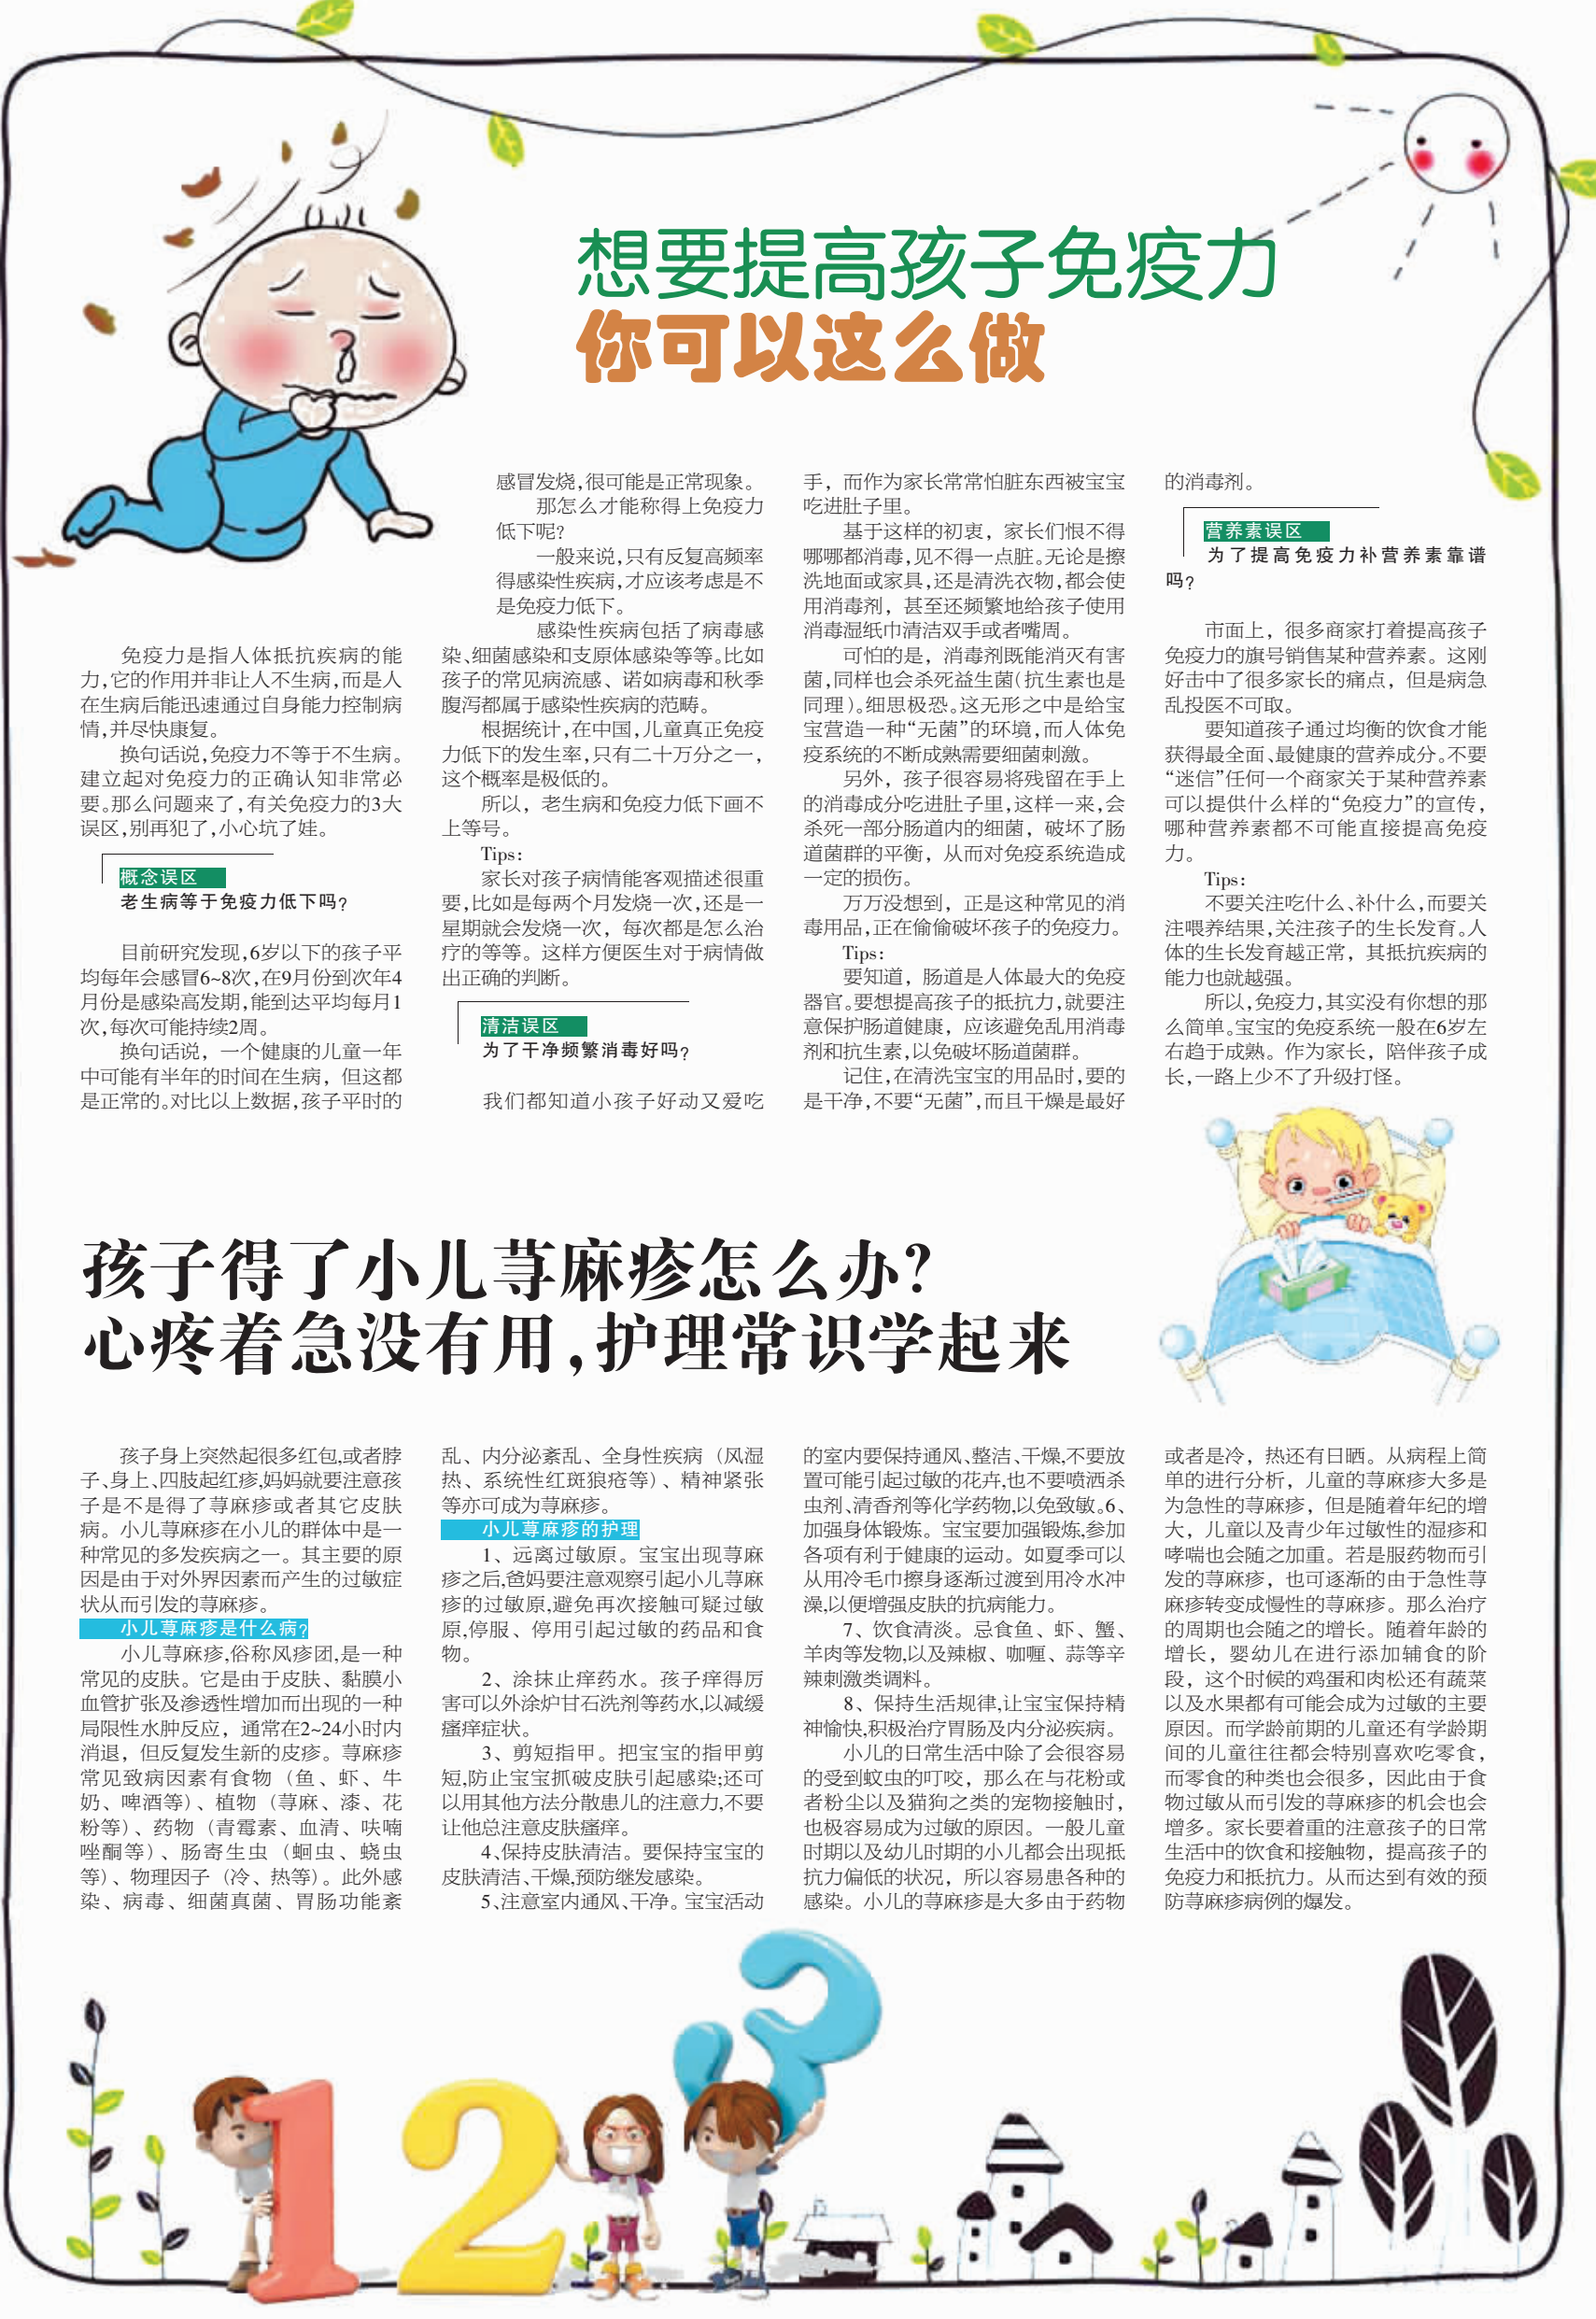 想要提高孩子免疫力
你可以这么做
免疫力是指人体抵抗疾病的能
力,它的作用并非让人不生病,而是人
在生病后能迅速通过自身能力控制病
情,并尽快康复。
换句话说,免疫力不等于不生病。
建立起对免疫力的正确认知非常必
要。那么问题来了,有关免疫力的3大
误区,别再犯了,小心坑了娃。
概念误区
老生病等于免疫力低下吗?
目前研究发现,6岁以下的孩子平
均每年会感冒6~8次,在9月份到次年4
月份是感染高发期,能到达平均每月1
次,每次可能持续2周。
换句话说，一个健康的儿童一年
中可能有半年的时间在生病，但这都
是正常的。对比以上数据,孩子平时的
感冒发烧,很可能是正常现象。
那怎么才能称得上免疫力
低下呢?
一般来说,只有反复高频率
得感染性疾病,才应该考虑是不
是免疫力低下。
感染性疾病包括了病毒感
染、细菌感染和支原体感染等等。比如
孩子的常见病流感、诺如病毒和秋季
腹泻都属于感染性疾病的范畴。
根据统计,在中国,儿童真正免疫
力低下的发生率,只有二十万分之一,
这个概率是极低的。
所以，老生病和免疫力低下画不
上等号。
Tips:
家长对孩子病情能客观描述很重
要,比如是每两个月发烧一次,还是一
星期就会发烧一次，每次都是怎么治
疗的等等。这样方便医生对于病情做
出正确的判断。
清洁误区
为了干净频繁消毒好吗?
我们都知道小孩子好动又爱吃
手，而作为家长常常怕脏东西被宝宝
吃进肚子里。
基于这样的初衷，家长们恨不得
哪哪都消毒,见不得一点脏。无论是擦
洗地面或家具,还是清洗衣物,都会使
用消毒剂，甚至还频繁地给孩子使用
消毒湿纸巾清洁双手或者嘴周。
可怕的是，消毒剂既能消灭有害
菌,同样也会杀死益生菌(抗生素也是
同理)。细思极恐。这无形之中是给宝
宝营造一种“无菌”的环境,而人体免
疫系统的不断成熟需要细菌刺激。
另外，孩子很容易将残留在手上
的消毒成分吃进肚子里,这样一来,会
杀死一部分肠道内的细菌，破坏了肠
道菌群的平衡，从而对免疫系统造成
一定的损伤。
万万没想到，正是这种常见的消
毒用品,正在偷偷破坏孩子的免疫力。
Tips:
要知道，肠道是人体最大的免疫
器官。要想提高孩子的抵抗力,就要注
意保护肠道健康，应该避免乱用消毒
剂和抗生素,以免破坏肠道菌群。
记住,在清洗宝宝的用品时,要的
是干净,不要“无菌”,而且干燥是最好
的消毒剂。
营养素误区
为了提高免疫力补营养素靠谱
吗?
市面上，很多商家打着提高孩子
免疫力的旗号销售某种营养素。这刚
好击中了很多家长的痛点，但是病急
乱投医不可取。
要知道孩子通过均衡的饮食才能
获得最全面、最健康的营养成分。不要
“迷信”任何一个商家关于某种营养素
可以提供什么样的“免疫力”的宣传,
哪种营养素都不可能直接提高免疫
力。
Tips:
不要关注吃什么、补什么,而要关
注喂养结果,关注孩子的生长发育。人
体的生长发育越正常，其抵抗疾病的
能力也就越强。
所以,免疫力,其实没有你想的那
么简单。宝宝的免疫系统一般在6岁左
右趋于成熟。作为家长，陪伴孩子成
长,一路上少不了升级打怪。
孩子得了小儿荨麻疹怎么办?
心疼着急没有用,护理常识学起来
孩子身上突然起很多红包,或者脖
子、身上、四肢起红疹,妈妈就要注意孩
子是不是得了荨麻疹或者其它皮肤
病。小儿荨麻疹在小儿的群体中是一
种常见的多发疾病之一。其主要的原
因是由于对外界因素而产生的过敏症
状从而引发的荨麻疹。
小儿荨麻疹是什么病?
小儿荨麻疹,俗称风疹团,是一种
常见的皮肤。它是由于皮肤、黏膜小
血管扩张及渗透性增加而出现的一种
局限性水肿反应，通常在2~24小时内
消退，但反复发生新的皮疹。荨麻疹
常见致病因素有食物（鱼、虾、牛
奶、啤酒等）、植物（荨麻、漆、花
粉等）、药物（青霉素、血清、呋喃
唑酮等）、肠寄生虫（蛔虫、蛲虫
等）、物理因子（冷、热等）。此外感
染、病毒、细菌真菌、胃肠功能紊
乱、内分泌紊乱、全身性疾病（风湿
热、系统性红斑狼疮等）、精神紧张
等亦可成为荨麻疹。
小儿荨麻疹的护理
1、远离过敏原。宝宝出现荨麻
疹之后,爸妈要注意观察引起小儿荨麻
疹的过敏原,避免再次接触可疑过敏
原,停服、停用引起过敏的药品和食
物。
2、涂抹止痒药水。孩子痒得厉
害可以外涂炉甘石洗剂等药水,以减缓
瘙痒症状。
3、剪短指甲。把宝宝的指甲剪
短,防止宝宝抓破皮肤引起感染;还可
以用其他方法分散患儿的注意力,不要
让他总注意皮肤瘙痒。
4、保持皮肤清洁。要保持宝宝的
皮肤清洁、干燥,预防继发感染。
5、注意室内通风、干净。宝宝活动
的室内要保持通风、整洁、干燥,不要放
置可能引起过敏的花卉,也不要喷洒杀
虫剂、清香剂等化学药物,以免致敏。6、
加强身体锻炼。宝宝要加强锻炼,参加
各项有利于健康的运动。如夏季可以
从用冷毛巾擦身逐渐过渡到用冷水冲
澡,以便增强皮肤的抗病能力。
7、饮食清淡。忌食鱼、虾、蟹、
羊肉等发物,以及辣椒、咖喱、蒜等辛
辣刺激类调料。
8、保持生活规律,让宝宝保持精
神愉快,积极治疗胃肠及内分泌疾病。
小儿的日常生活中除了会很容易
的受到蚊虫的叮咬，那么在与花粉或
者粉尘以及猫狗之类的宠物接触时，
也极容易成为过敏的原因。一般儿童
时期以及幼儿时期的小儿都会出现抵
抗力偏低的状况，所以容易患各种的
感染。小儿的荨麻疹是大多由于药物
或者是冷，热还有日晒。从病程上简
单的进行分析，儿童的荨麻疹大多是
为急性的荨麻疹，但是随着年纪的增
大，儿童以及青少年过敏性的湿疹和
哮喘也会随之加重。若是服药物而引
发的荨麻疹，也可逐渐的由于急性荨
麻疹转变成慢性的荨麻疹。那么治疗
的周期也会随之的增长。随着年龄的
增长，婴幼儿在进行添加辅食的阶
段，这个时候的鸡蛋和肉松还有蔬菜
以及水果都有可能会成为过敏的主要
原因。而学龄前期的儿童还有学龄期
间的儿童往往都会特别喜欢吃零食，
而零食的种类也会很多，因此由于食
物过敏从而引发的荨麻疹的机会也会
增多。家长要着重的注意孩子的日常
生活中的饮食和接触物，提高孩子的
免疫力和抵抗力。从而达到有效的预
防荨麻疹病例的爆发。
1 2 3